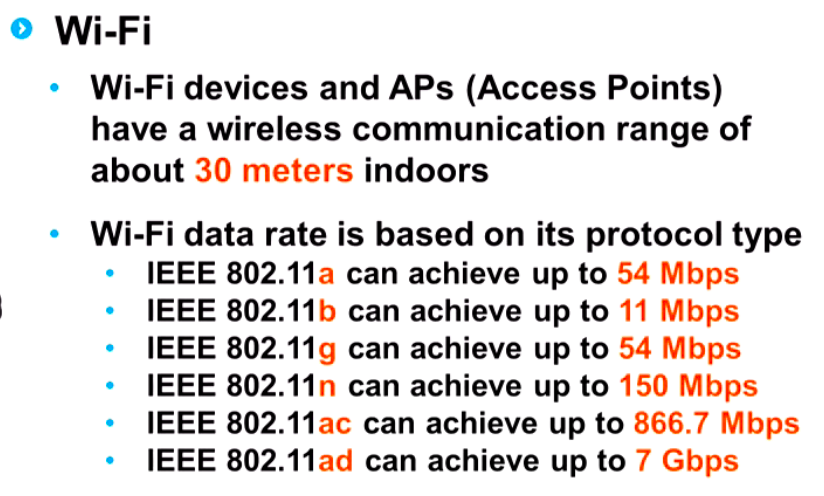 Wi-Fi
Wi-Fi devices and APs (Access Points)
have a wireless communication range of
about 30 meters indoors
Wi-Fi data rate is based on its protocol type
IEEE 802.11a can achieve up to 54 Mbps
IEEE 802.11b can achieve up to 11 Mbps
IEEE 802.11g can achieve up to 54 Mbps
IEEE 802.11n can achieve up to 150 Mbps
IEEE 802.11ac can achieve up to 866.7 Mbps
IEEE 802.11ad can achieve up to 7 Gbps